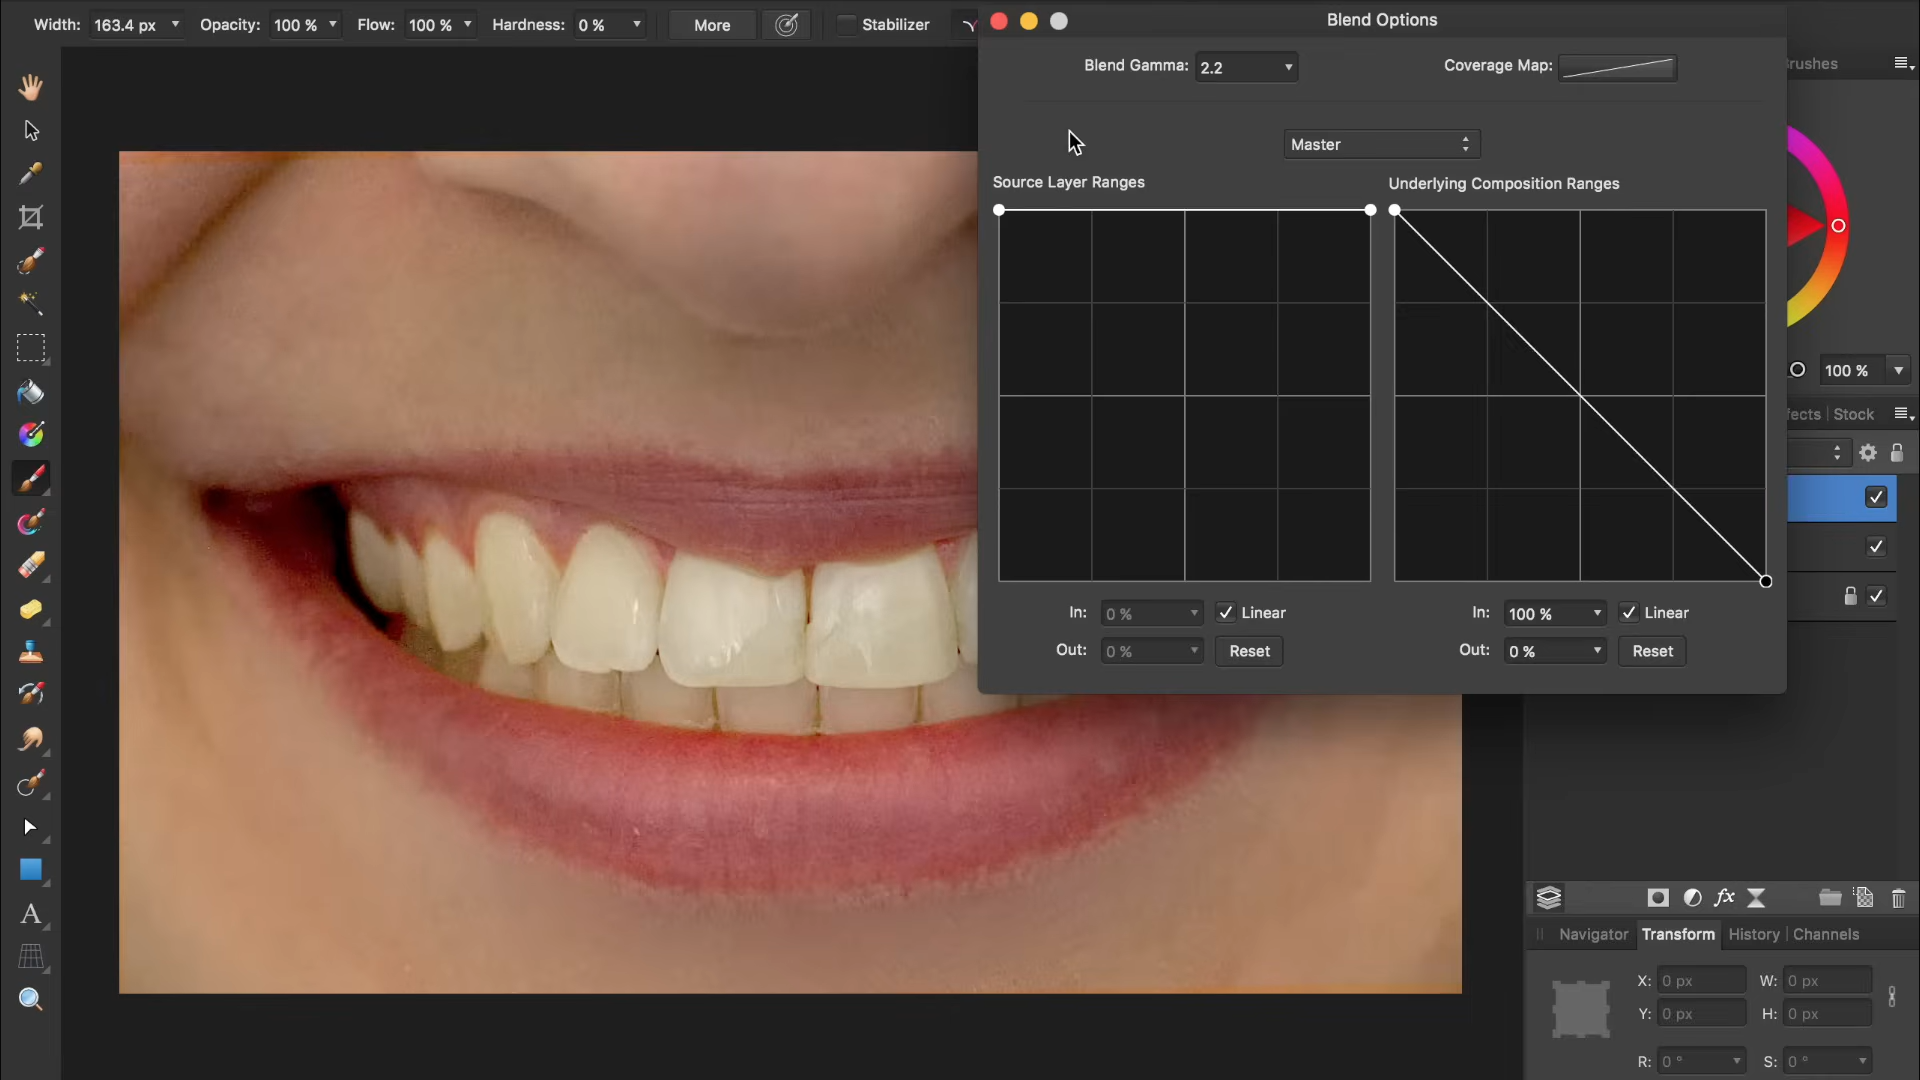 Width: 163.4 px Opacity: 100 % Flow: 100 % Hardness: 0 % More Stabilizer
Blend Options
Blend Gamma: 2.2 Coverage Map:
Master
Source Layer Ranges
Underlying Composition Ranges
In: 0 % Linear
Out: 0 % Reset
In: 100 % Linear
Out: 0 % Reset
100 %
Stock
fx
Navigator Transform History Channels
X: 0 px W: 0 px
Y: 0 px H: 0 px
R: 0 ° S: 0 °